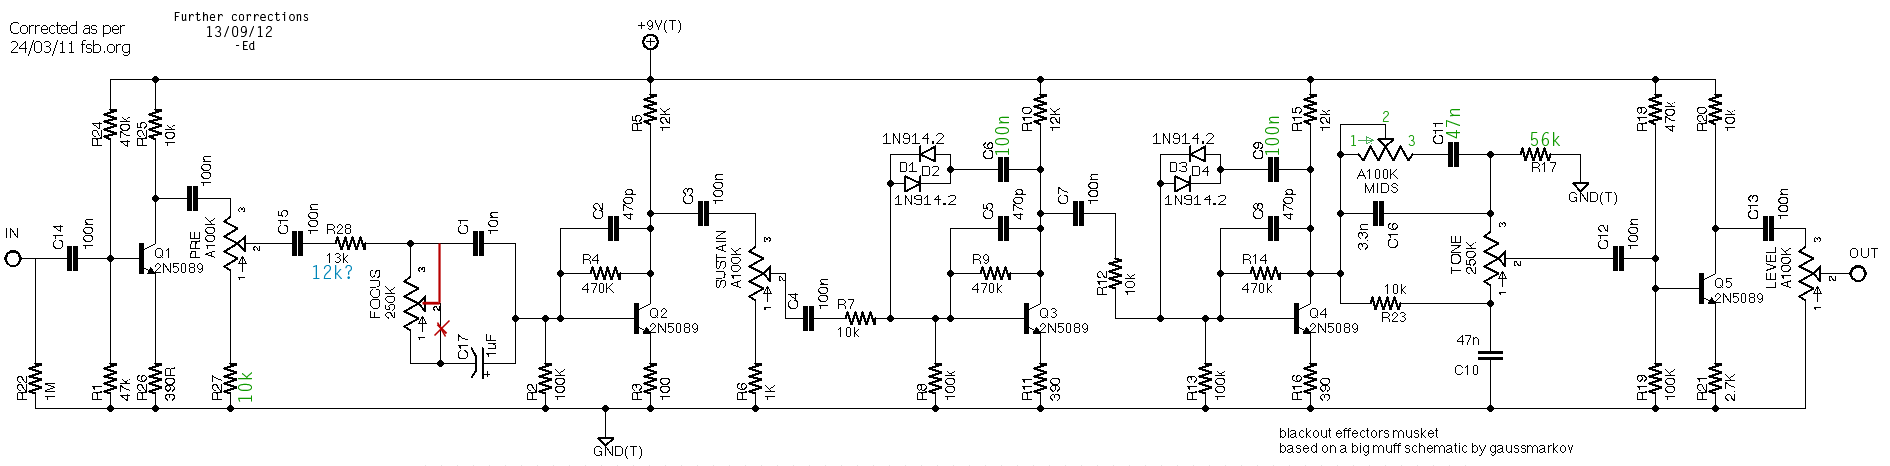 Corrected as per
24/03/11 fsb.org
Further corrections
13/09/12
-Ed
+9V(T)
IN
C14
100n
R22
1M
R24
470k
R1
47k
R25
10k
Q1
2N5089
R26
390R
100n
PRE
A100K
3
2
1
R27
10k
C15
100n
R28
13k
12k?
FOCUS
250K
3
2
1
C1
10n
C17
1uF
+
R2
100K
C2
470p
R4
470K
R5
12K
Q2
2N5089
R3
100
GND(T)
C3
100n
SUSTAIN
A100K
3
2
1
R6
1K
C4
100n
R7
10k
1N914.2
D1
D2
1N914.2
C6
100n
C5
470p
R9
470k
R8
100k
R10
12K
Q3
2N5089
R11
390
C7
100n
R12
10k
1N914.2
D3
D4
1N914.2
C9
100n
C8
470p
R14
470k
R13
100k
R15
12k
Q4
2N5089
R16
390
1
2
3
A100K
MIDS
C11
47n
56k
R17
GND(T)
3.3n
C16
10k
R23
TONE
250K
3
2
1
47n
C10
C12
100n
R19
470k
R19
100K
R20
10k
Q5
2N5089
R21
2.7K
C13
100n
LEVEL
A100K
3
2
1
OUT
blackout effectors musket
based on a big muff schematic by gaussmarkov